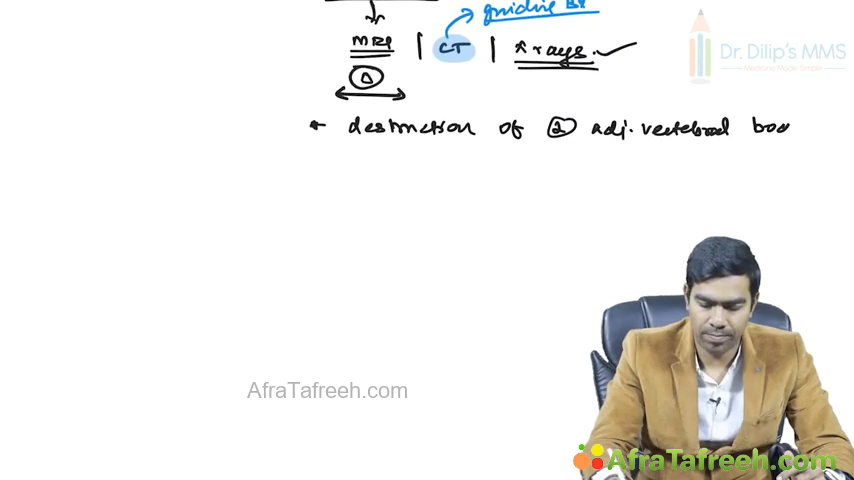 guiding Bx
Dr. Dilip's MMS
Medicine Made Simple
MRI | CT | X rays.
Δ
* destruction of 2 adj. vertebral bod
AfraTafreeh.com
AfraTafreeh.com